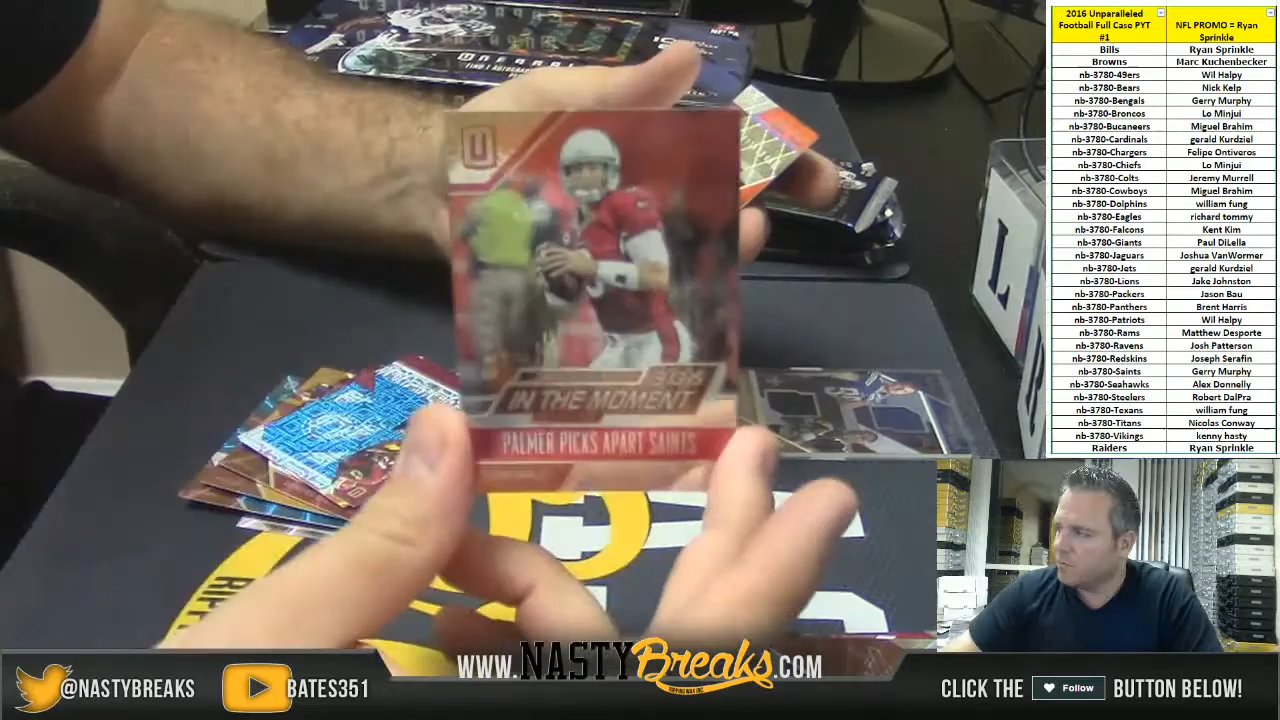 U
IN THE MOMENT
PALMER PICKS APART SAINTS
L
2016 Unparalleled
Football Full Case PYT
#1
NFL PROMO = Ryan
Sprinkle
Bills Ryan Sprinkle
Browns Marc Kuchenbecker
nb-3780-49ers Wil Halpy
nb-3780-Bears Nick Kelp
nb-3780-Bengals Gerry Murphy
nb-3780-Broncos Lo Minjui
nb-3780-Bucaneers Miguel Brahim
nb-3780-Cardinals gerald Kurdziel
nb-3780-Chargers Felipe Ontiveros
nb-3780-Chiefs Lo Minjui
nb-3780-Colts Jeremy Murrell
nb-3780-Cowboys Miguel Brahim
nb-3780-Dolphins william fung
nb-3780-Eagles richard tommy
nb-3780-Falcons Kent Kim
nb-3780-Giants Paul DiLella
nb-3780-Jaguars Joshua VanWormer
nb-3780-Jets gerald Kurdziel
nb-3780-Lions Jake Johnston
nb-3780-Packers Jason Bau
nb-3780-Panthers Brent Harris
nb-3780-Patriots Wil Halpy
nb-3780-Rams Matthew Desporte
nb-3780-Ravens Josh Patterson
nb-3780-Redskins Joseph Serafin
nb-3780-Saints Gerry Murphy
nb-3780-Seahawks Alex Donnelly
nb-3780-Steelers Robert DalPra
nb-3780-Texans william fung
nb-3780-Titans Nicolas Conway
nb-3780-Vikings kenny hasty
Raiders Ryan Sprinkle
@NASTYBREAKS
BATES351
WWW.NASTYBreaks.COM
RIPPING WAX INC
CLICK THE Follow BUTTON BELOW!